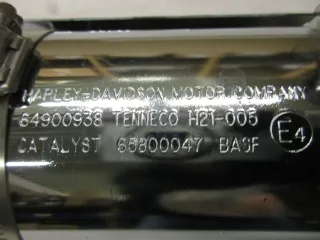 HARLEY-DAVIDSON MOTOR COMPANY
64900938 TENNECO H21-005
CATALYST 65800047 BASF E4